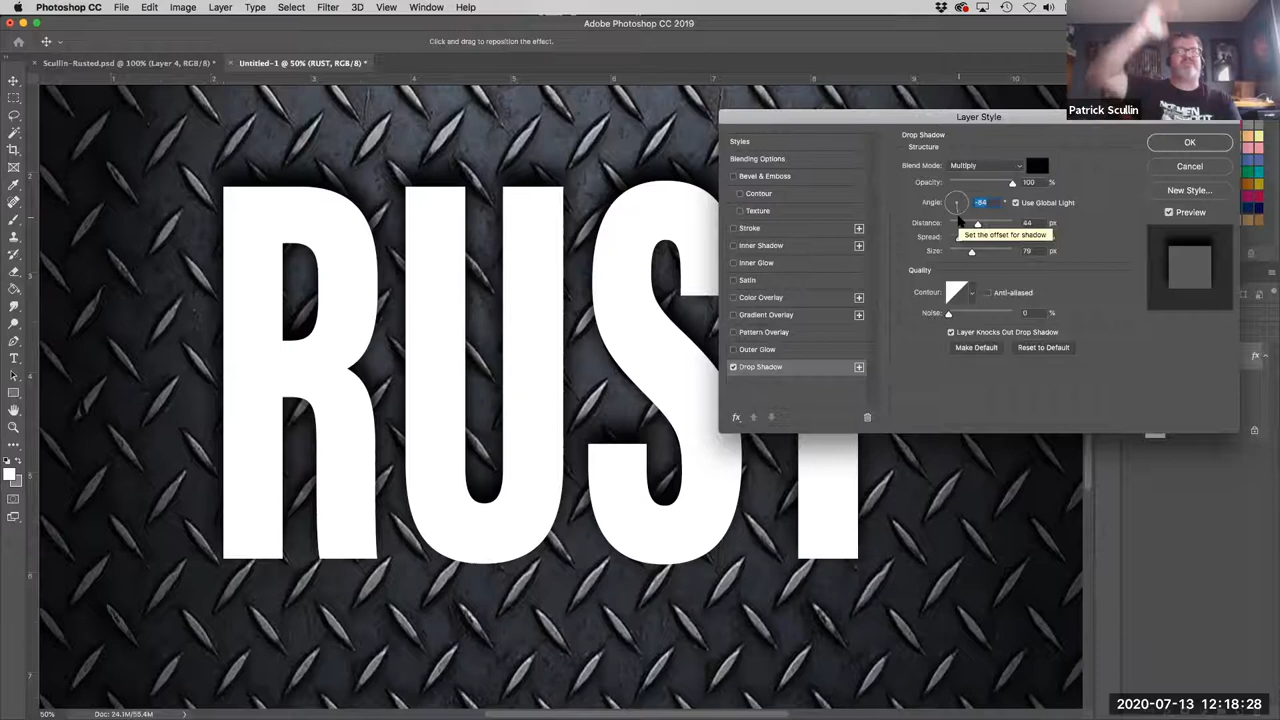 Photoshop CC File Edit Image Layer Type Select Filter 3D View Window Help
Adobe Photoshop CC 2019
Click and drag to reposition the effect.
Scullin-Rusted.psd @ 100% (Layer 4, RGB/8) *
Untitled-1 @ 50% (RUST, RGB/8) *
Patrick Scullin
RUST
Layer Style
Styles
Blending Options
Bevel & Emboss
Contour
Texture
Stroke
Inner Shadow
Inner Glow
Satin
Color Overlay
Gradient Overlay
Pattern Overlay
Outer Glow
Drop Shadow
fx
Drop Shadow
Structure
Blend Mode: Multiply
Opacity: 100 %
Angle: -84 ° Use Global Light
Distance: 44 px
Set the offset for shadow
Spread:
Size: 79 px
Quality
Contour: Anti-aliased
Noise: 0 %
Layer Knocks Out Drop Shadow
Make Default Reset to Default
OK
Cancel
New Style...
Preview
fx
50% Doc: 24.1M/55.4M
2020-07-13 12:18:28